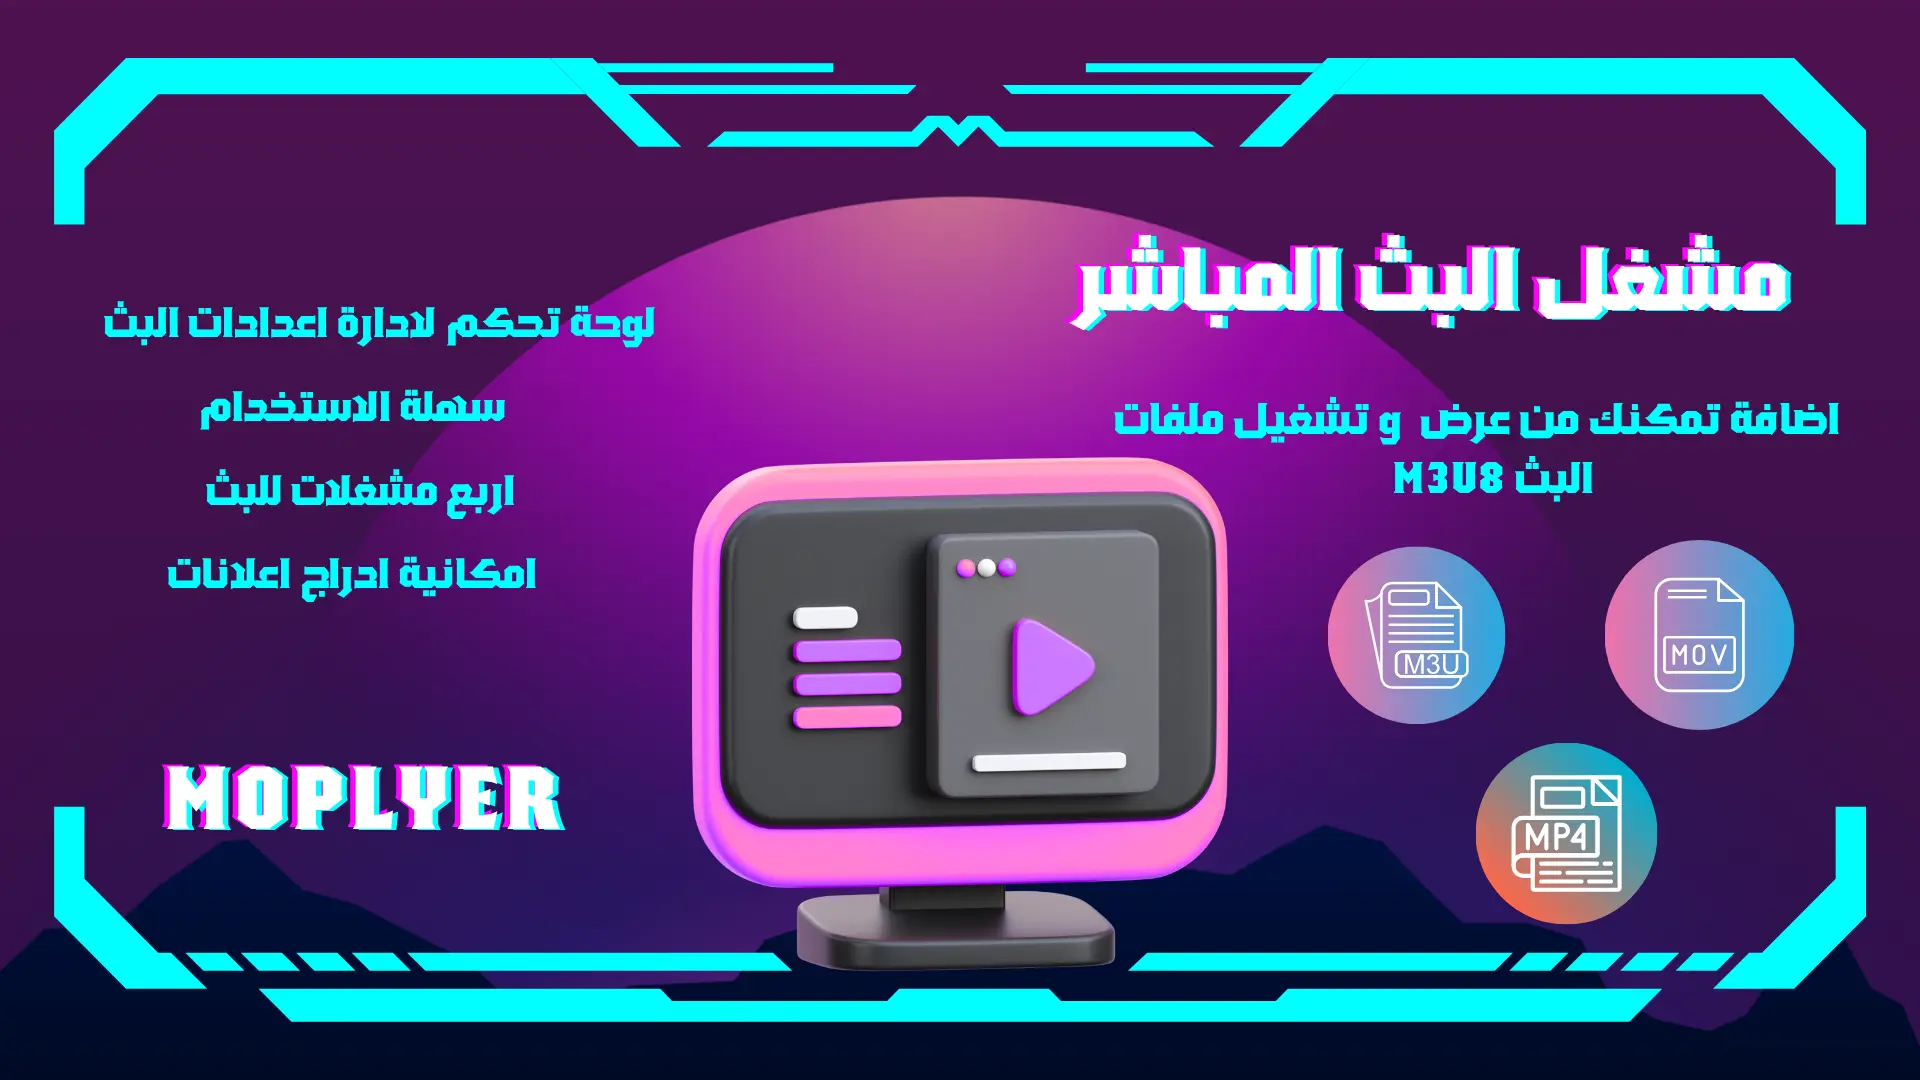 مشغل البث المباشر
اضافة تمكنك من عرض و تشغيل ملفات
البث M3U8
M3U
MOV
MP4
لوحة تحكم لادارة اعدادات البث
سهلة الاستخدام
اربع مشغلات للبث
امكانية ادراج اعلانات
MOPLYER